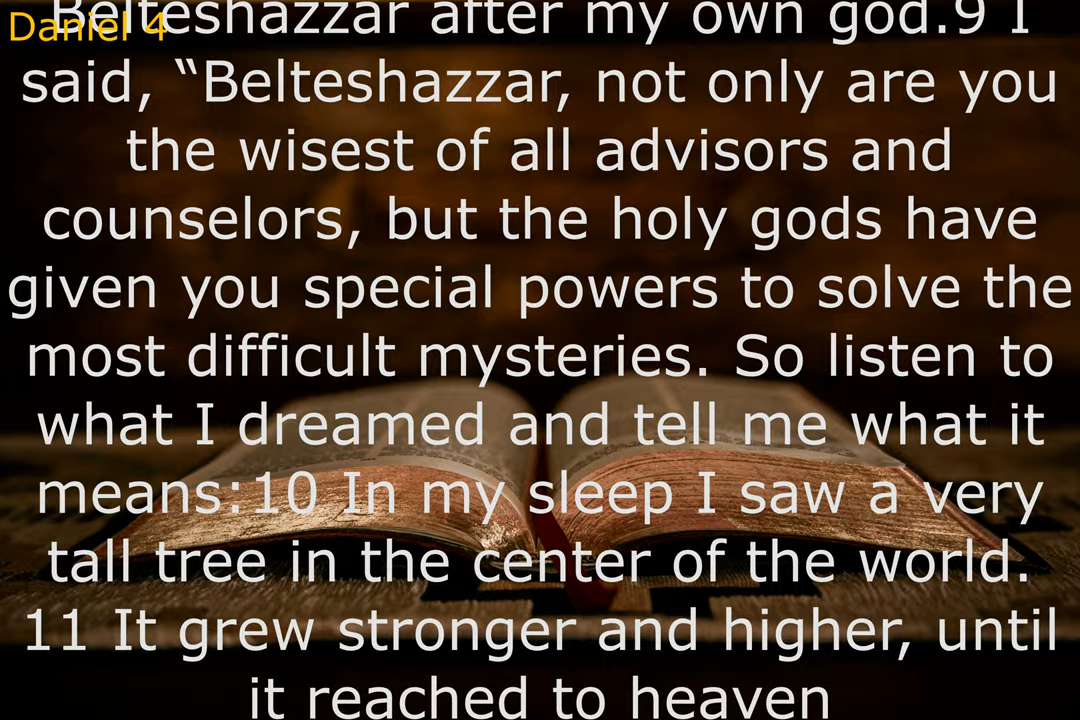 Daniel 4
Belteshazzar after my own god.9 I
said, “Belteshazzar, not only are you
the wisest of all advisors and
counselors, but the holy gods have
given you special powers to solve the
most difficult mysteries. So listen to
what I dreamed and tell me what it
means:10 In my sleep I saw a very
tall tree in the center of the world.
11 It grew stronger and higher, until
it reached to heaven